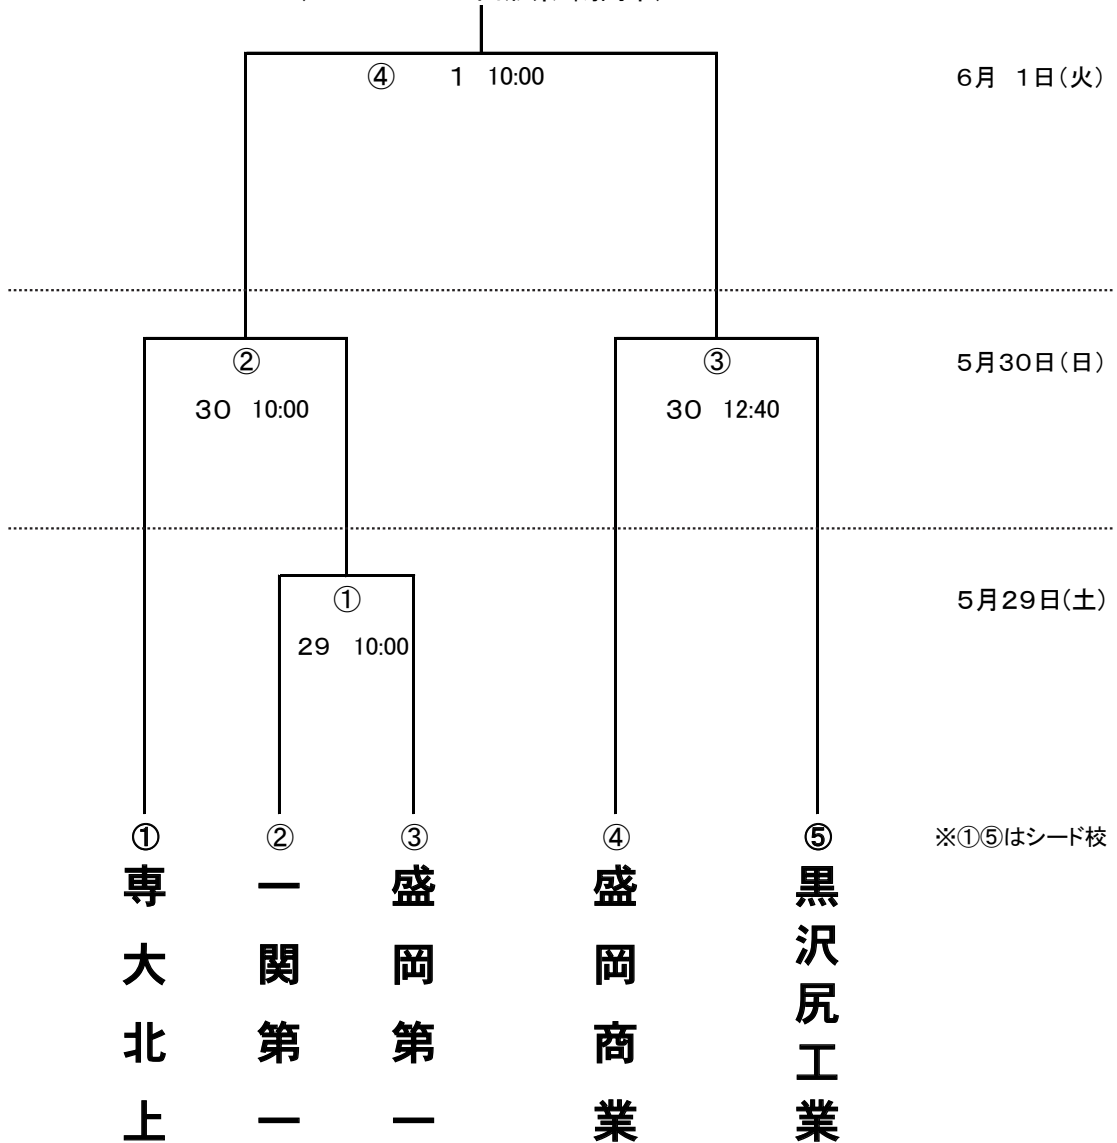 ④ 1 10:00
6月 1日(火)
②
③
5月30日(日)
30 10:00
30 12:40
①
5月29日(土)
29 10:00
① ② ③ ④ ⑤
※①⑤はシード校
専大北上
一関第一
盛岡第一
盛岡商業
黒沢尻工業